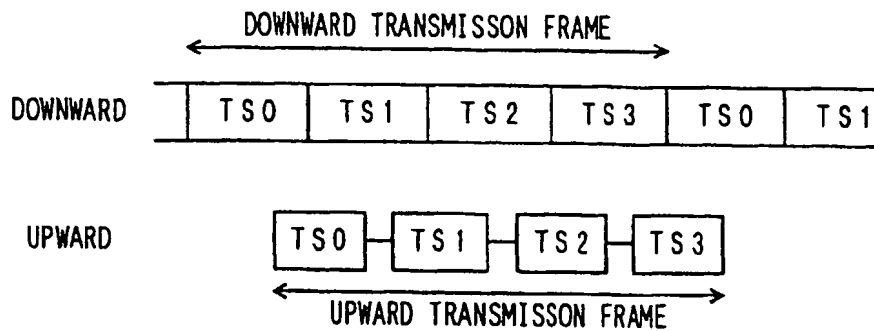 DOWNWARD TRANSMISSON FRAME
DOWNWARD TS0 TS1 TS2 TS3 TS0 TS1
UPWARD TS0 TS1 TS2 TS3
UPWARD TRANSMISSON FRAME